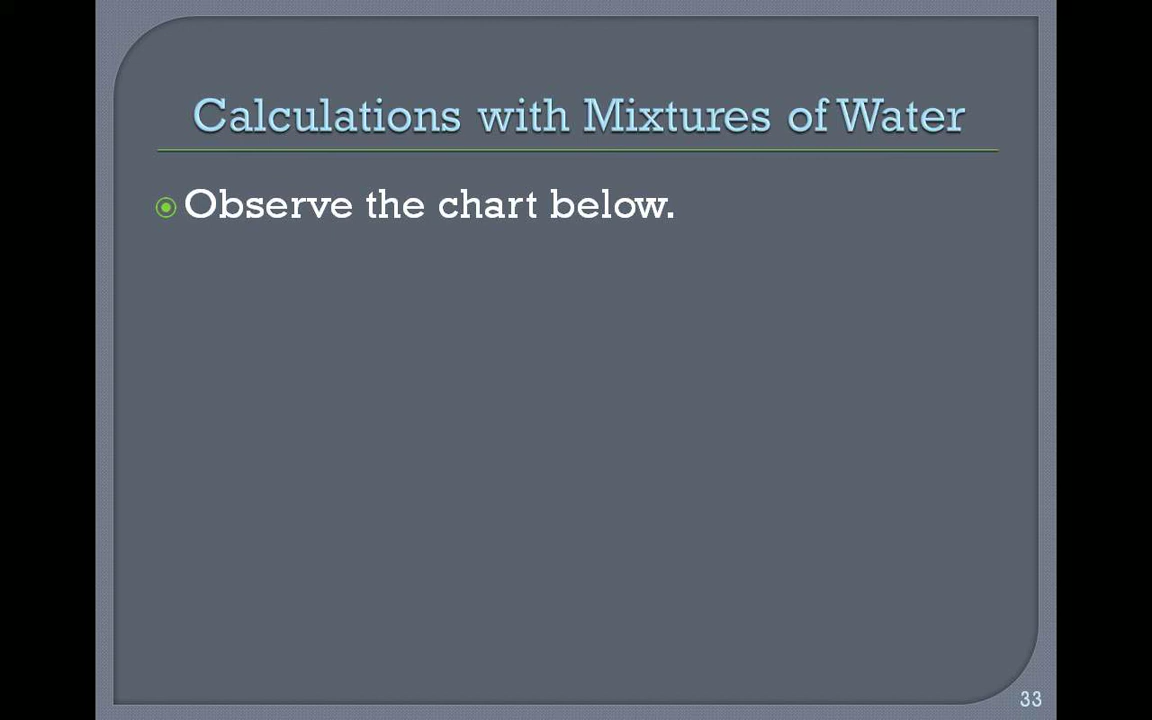 Calculations with Mixtures of Water
Observe the chart below.
33